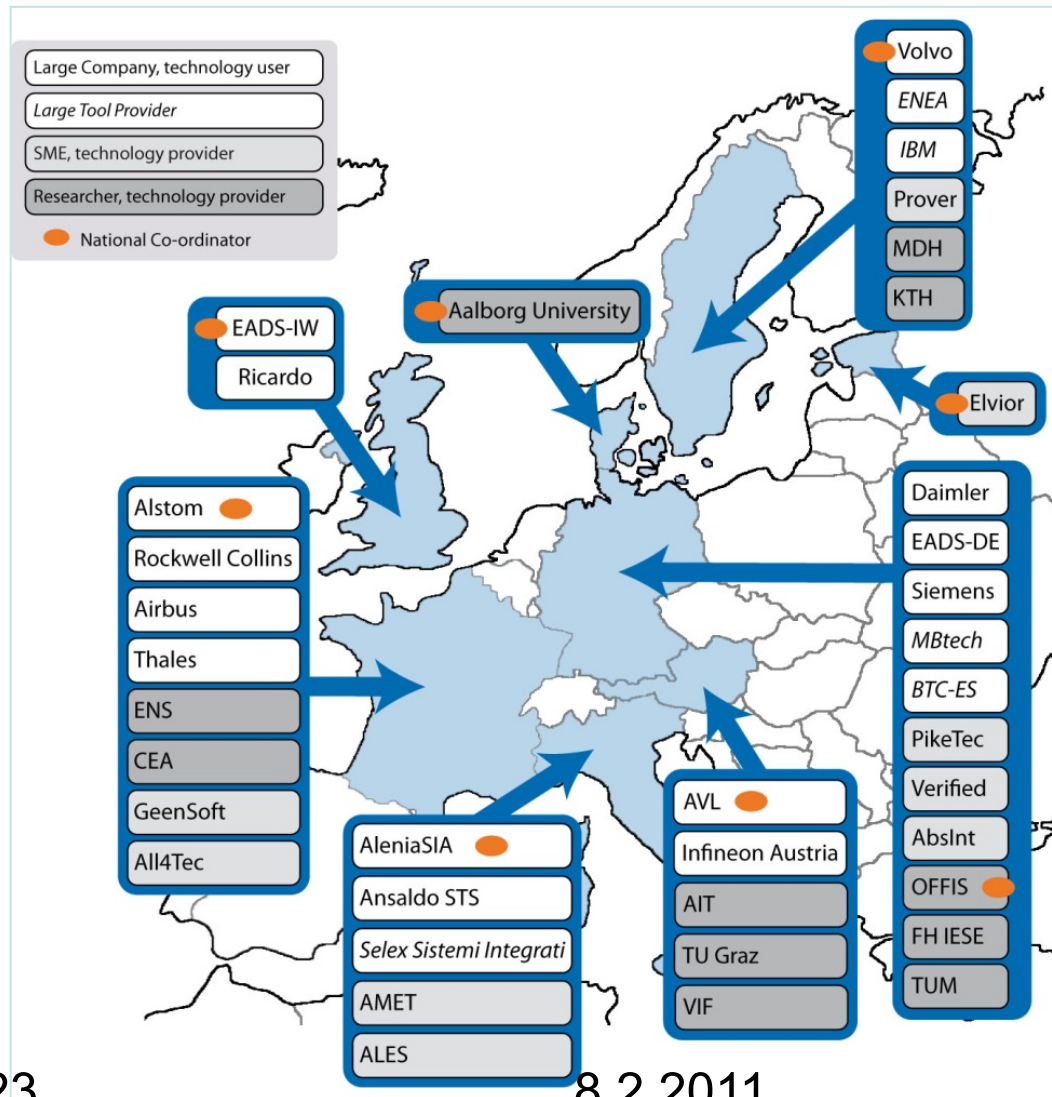 Large Company, technology user
Large Tool Provider
SME, technology provider
Researcher, technology provider
National Co-ordinator
Volvo
ENEA
IBM
Prover
MDH
KTH
Aalborg University
EADS-IW
Ricardo
Elvior
Alstom
Rockwell Collins
Airbus
Thales
ENS
CEA
GeenSoft
All4Tec
Daimler
EADS-DE
Siemens
MBtech
BTC-ES
PikeTec
Verified
AbsInt
OFFIS
FH IESE
TUM
AleniaSIA
Ansaldo STS
Selex Sistemi Integrati
AMET
ALES
AVL
Infineon Austria
AIT
TU Graz
VIF
23
8.2.2011